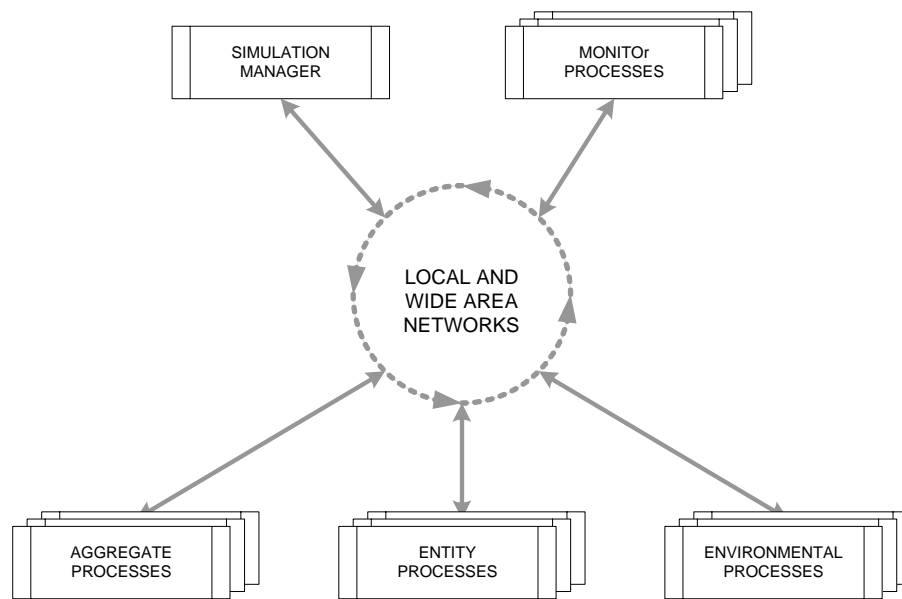 SIMULATION
MANAGER
MONITOr
PROCESSES
LOCAL AND
WIDE AREA
NETWORKS
AGGREGATE
PROCESSES
ENTITY
PROCESSES
ENVIRONMENTAL
PROCESSES